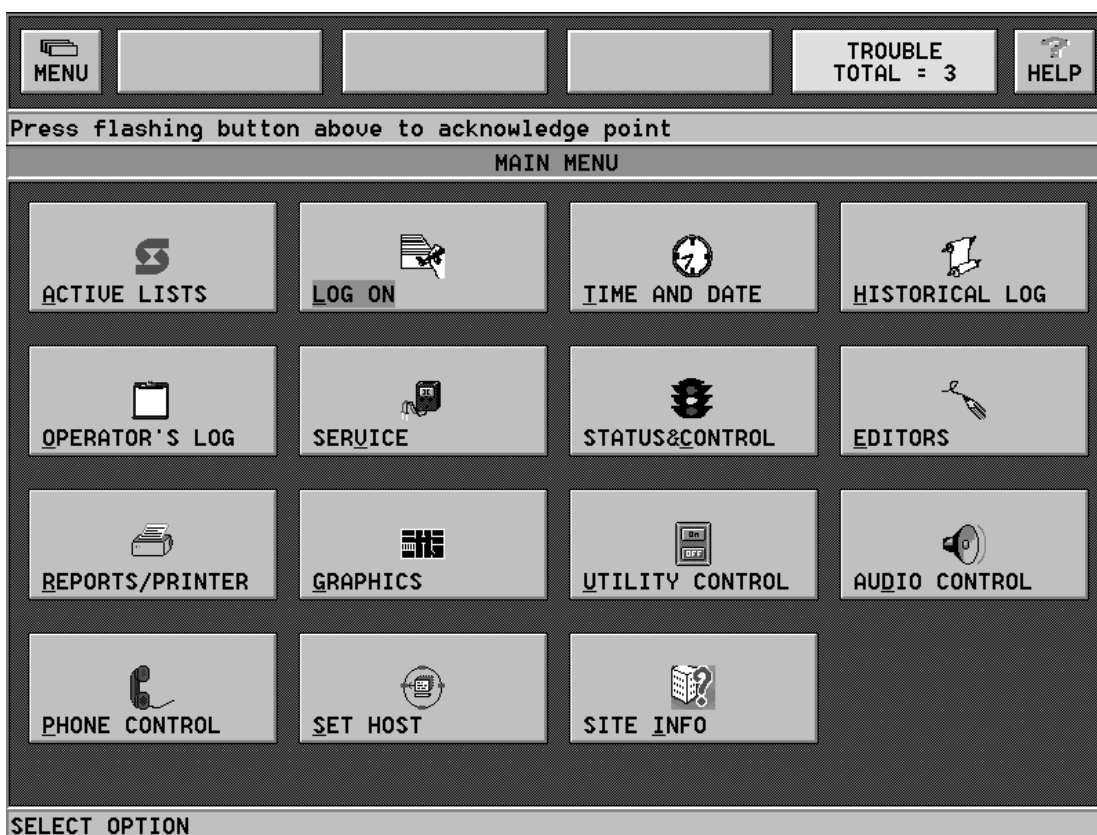 MENU
TROUBLE
TOTAL = 3
HELP
Press flashing button above to acknowledge point
MAIN MENU
ACTIVE LISTS
LOG ON
TIME AND DATE
HISTORICAL LOG
OPERATOR'S LOG
SERVICE
STATUS&CONTROL
EDITORS
REPORTS/PRINTER
GRAPHICS
On
OFF
UTILITY CONTROL
AUDIO CONTROL
PHONE CONTROL
SET HOST
SITE INFO
SELECT OPTION